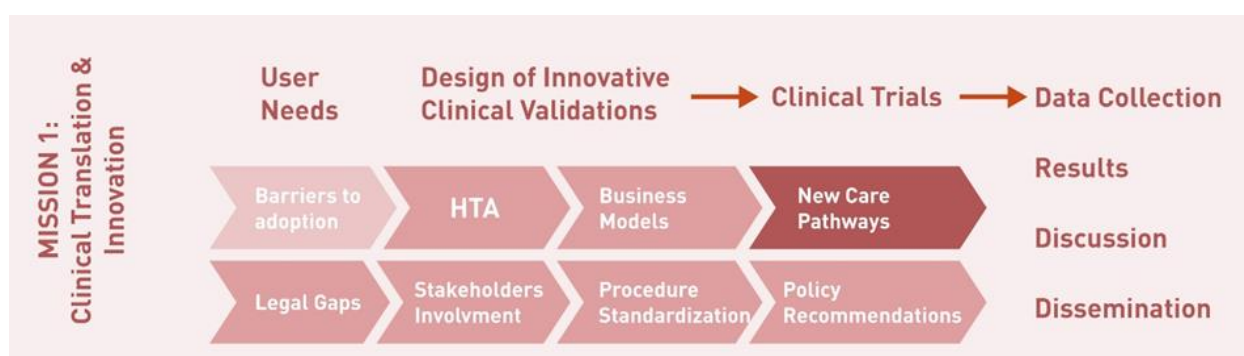 MISSION 1:
Clinical Translation &
Innovation
User
Needs
Design of Innovative
Clinical Validations
Clinical Trials
Data Collection
Barriers to
adoption
HTA
Business
Models
New Care
Pathways
Results
Discussion
Legal Gaps
Stakeholders
Involvment
Procedure
Standardization
Policy
Recommendations
Dissemination